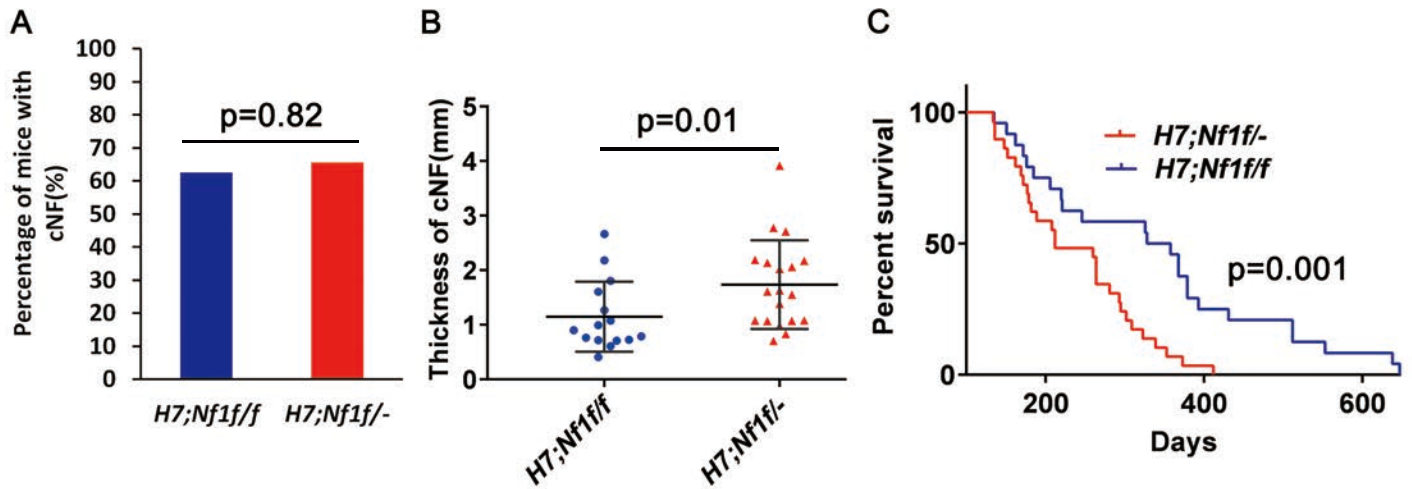 A
Percentage of mice with
cNF(%)
100
90
80
70
60
50
40
30
20
10
0
p=0.82
H7;Nf1f/f
H7;Nf1f/-
B
Thickness of cNF(mm)
5
4
3
2
1
0
p=0.01
H7;Nf1f/f
H7;Nf1f/-
C
Percent survival
100
50
0
H7;Nf1f/-
H7;Nf1f/f
p=0.001
200
400
600
Days